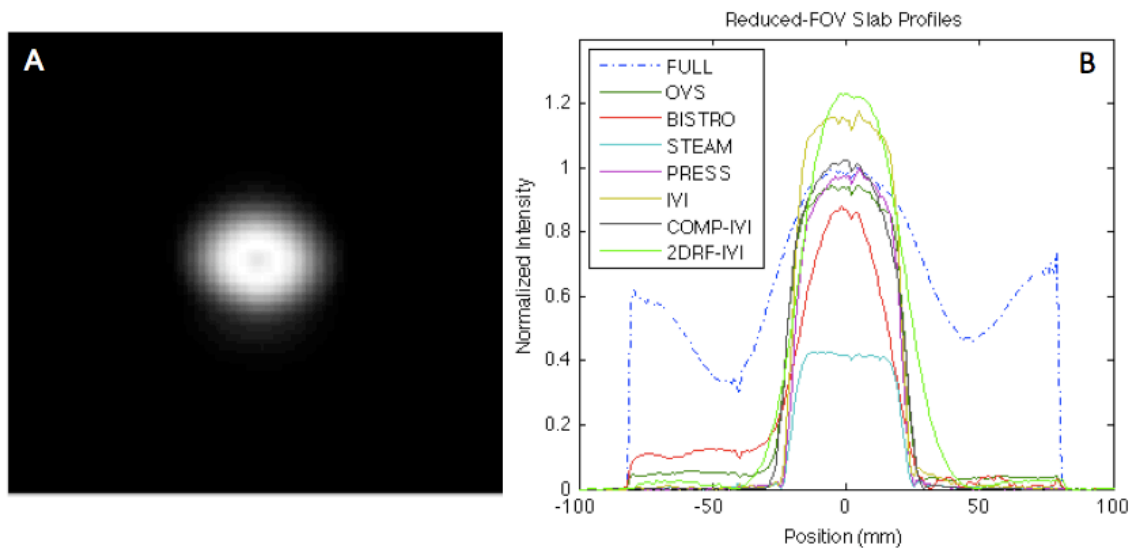 A
Reduced-FOV Slab Profiles
B
FULL
OVS
BISTRO
STEAM
PRESS
IVI
COMP-IVI
2DRF-IVI
Normalized Intensity
1.2
1
0.8
0.6
0.4
0.2
0
-100
-50
0
50
100
Position (mm)